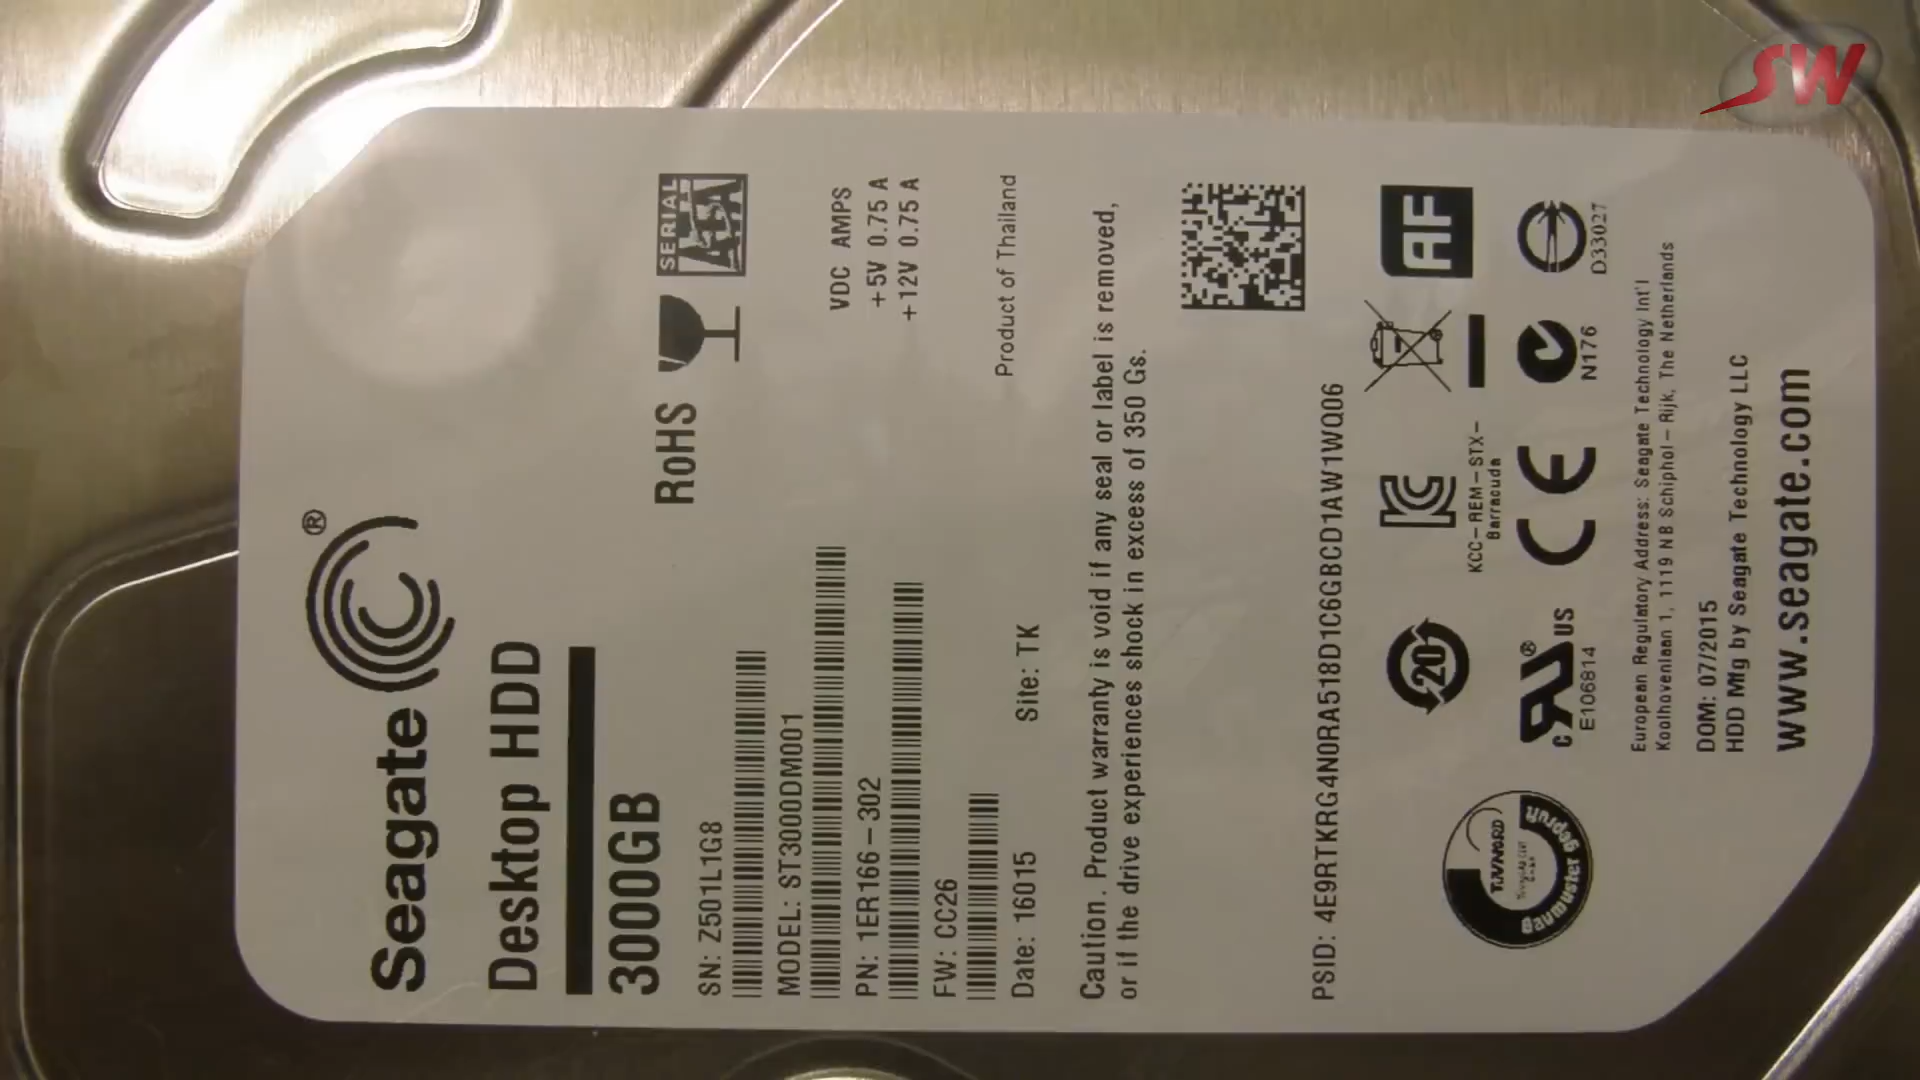 SW
Seagate®
Desktop HDD
3000GB
RoHS
SERIAL
ATA
SN: Z501L1G8
MODEL: ST3000DM001
PN: 1ER166-302
FW: CC26
Date: 16015 Site: TK
VDC AMPS
+5V 0.75 A
+12V 0.75 A
Product of Thailand
Caution. Product warranty is void if any seal or label is removed,
or if the drive experiences shock in excess of 350 Gs.
PSID: 4E9RTKRG4N0RA518D1C6GBCD1AW1WQ06
20
KCC-REM-STX-
Barracuda
AF
TÜV NORD
Baumuster geprüft
c RU® US
E106814
CE
N176
D33027
European Regulatory Address: Seagate Technology Int'l
Koolhovenlaan 1, 1119 NB Schiphol-Rijk, The Netherlands
DOM: 07/2015
HDD Mfg by Seagate Technology LLC
www.seagate.com